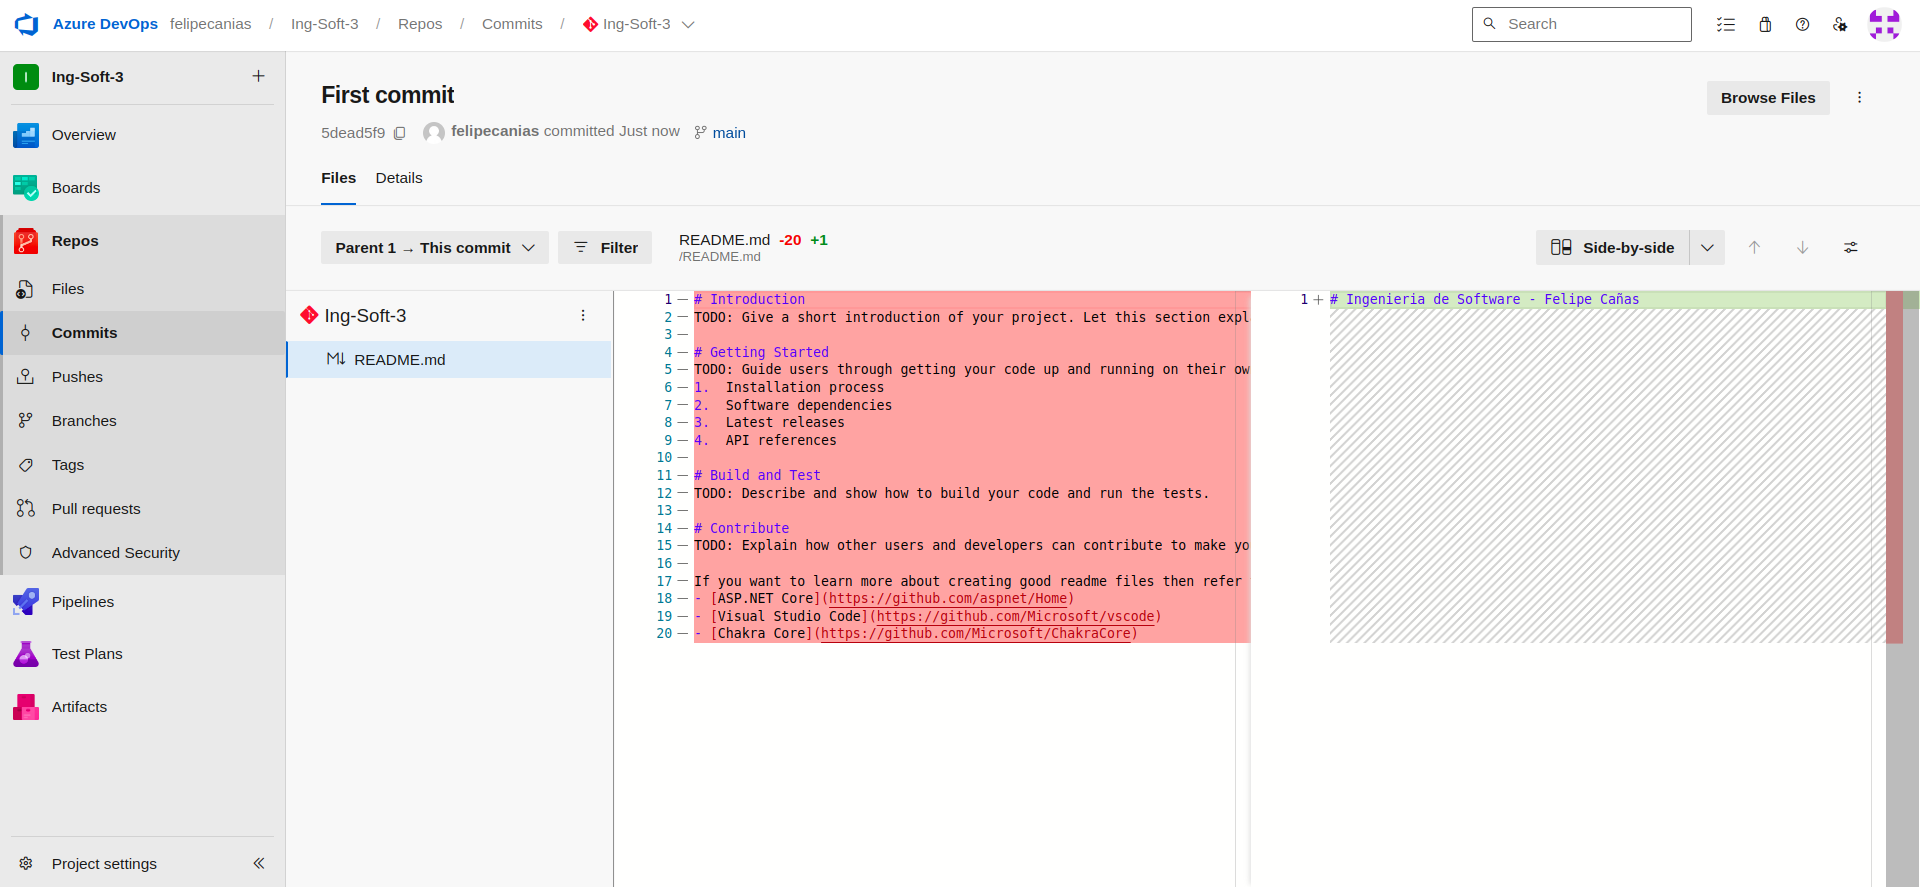 Azure DevOps felipecanias / Ing-Soft-3 / Repos / Commits / Ing-Soft-3
Search
I Ing-Soft-3
Overview
Boards
Repos
Files
Commits
Pushes
Branches
Tags
Pull requests
Advanced Security
Pipelines
Test Plans
Artifacts
Project settings
First commit
Browse Files
5dead5f9 felipecanias committed Just now main
Files Details
Parent 1 → This commit
Filter
README.md -20 +1
/README.md
Side-by-side
Ing-Soft-3
README.md
1 — # Introduction
2 — TODO: Give a short introduction of your project. Let this section expl
3 —
4 — # Getting Started
5 — TODO: Guide users through getting your code up and running on their ow
6 — 1.  Installation process
7 — 2.  Software dependencies
8 — 3.  Latest releases
9 — 4.  API references
10 —
11 — # Build and Test
12 — TODO: Describe and show how to build your code and run the tests.
13 —
14 — # Contribute
15 — TODO: Explain how other users and developers can contribute to make yo
16 —
17 — If you want to learn more about creating good readme files then refer
18 — - [ASP.NET Core](https://github.com/aspnet/Home)
19 — - [Visual Studio Code](https://github.com/Microsoft/vscode)
20 — - [Chakra Core](https://github.com/Microsoft/ChakraCore)
1 + # Ingenieria de Software - Felipe Cañas